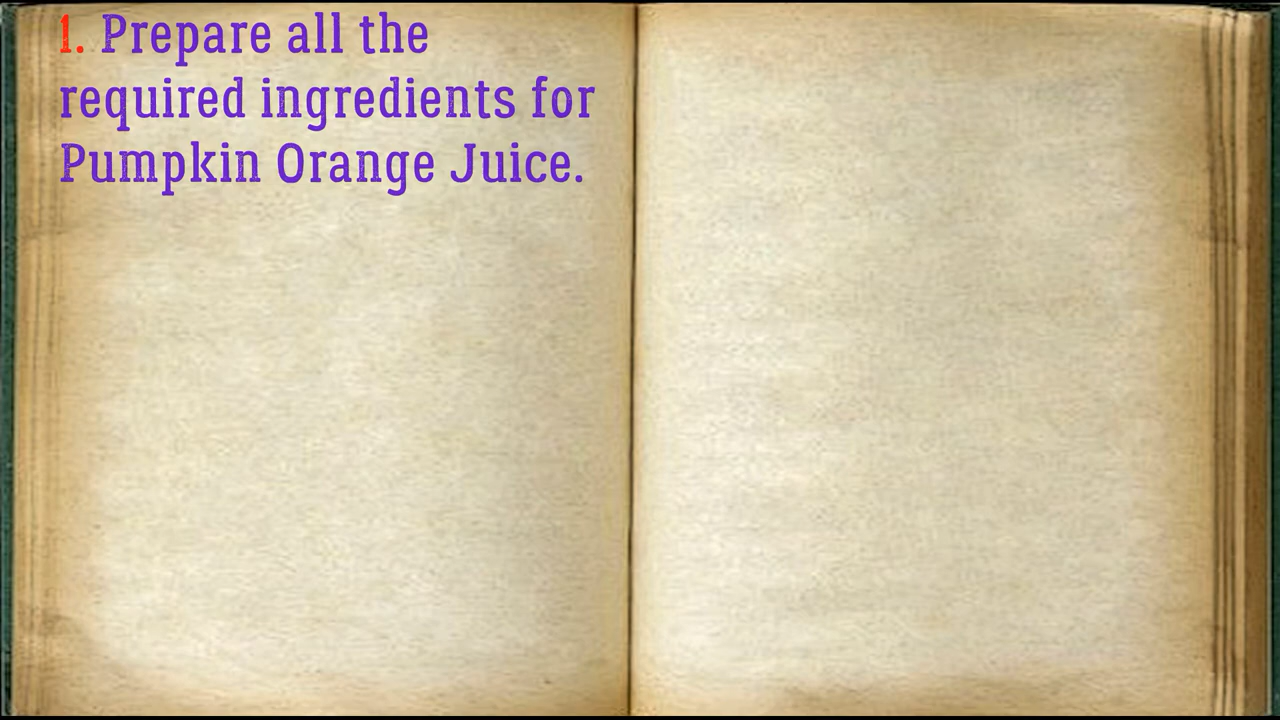 1. Prepare all the
required ingredients for
Pumpkin Orange Juice.